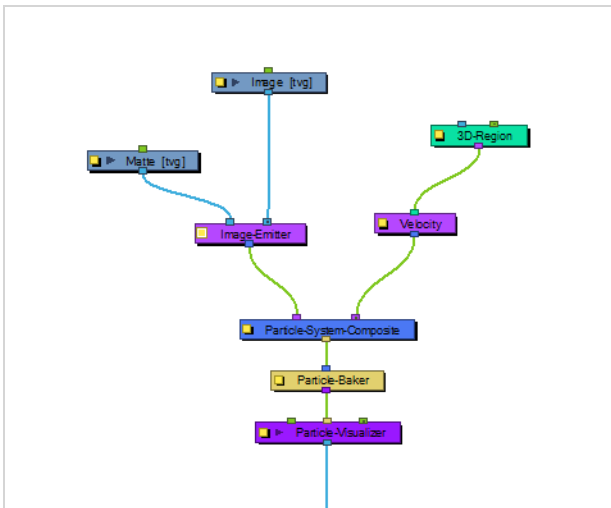 Image [tvg]
3D-Region
Matte [tvg]
Image-Emitter
Velocity
Particle-System-Composite
Particle-Baker
Particle-Visualizer